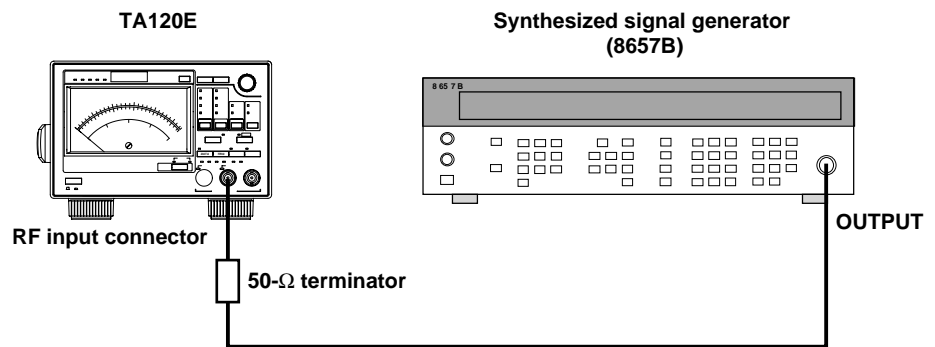 TA120E
Synthesized signal generator
(8657B)
8657B
RF input connector
OUTPUT
50-Ω terminator